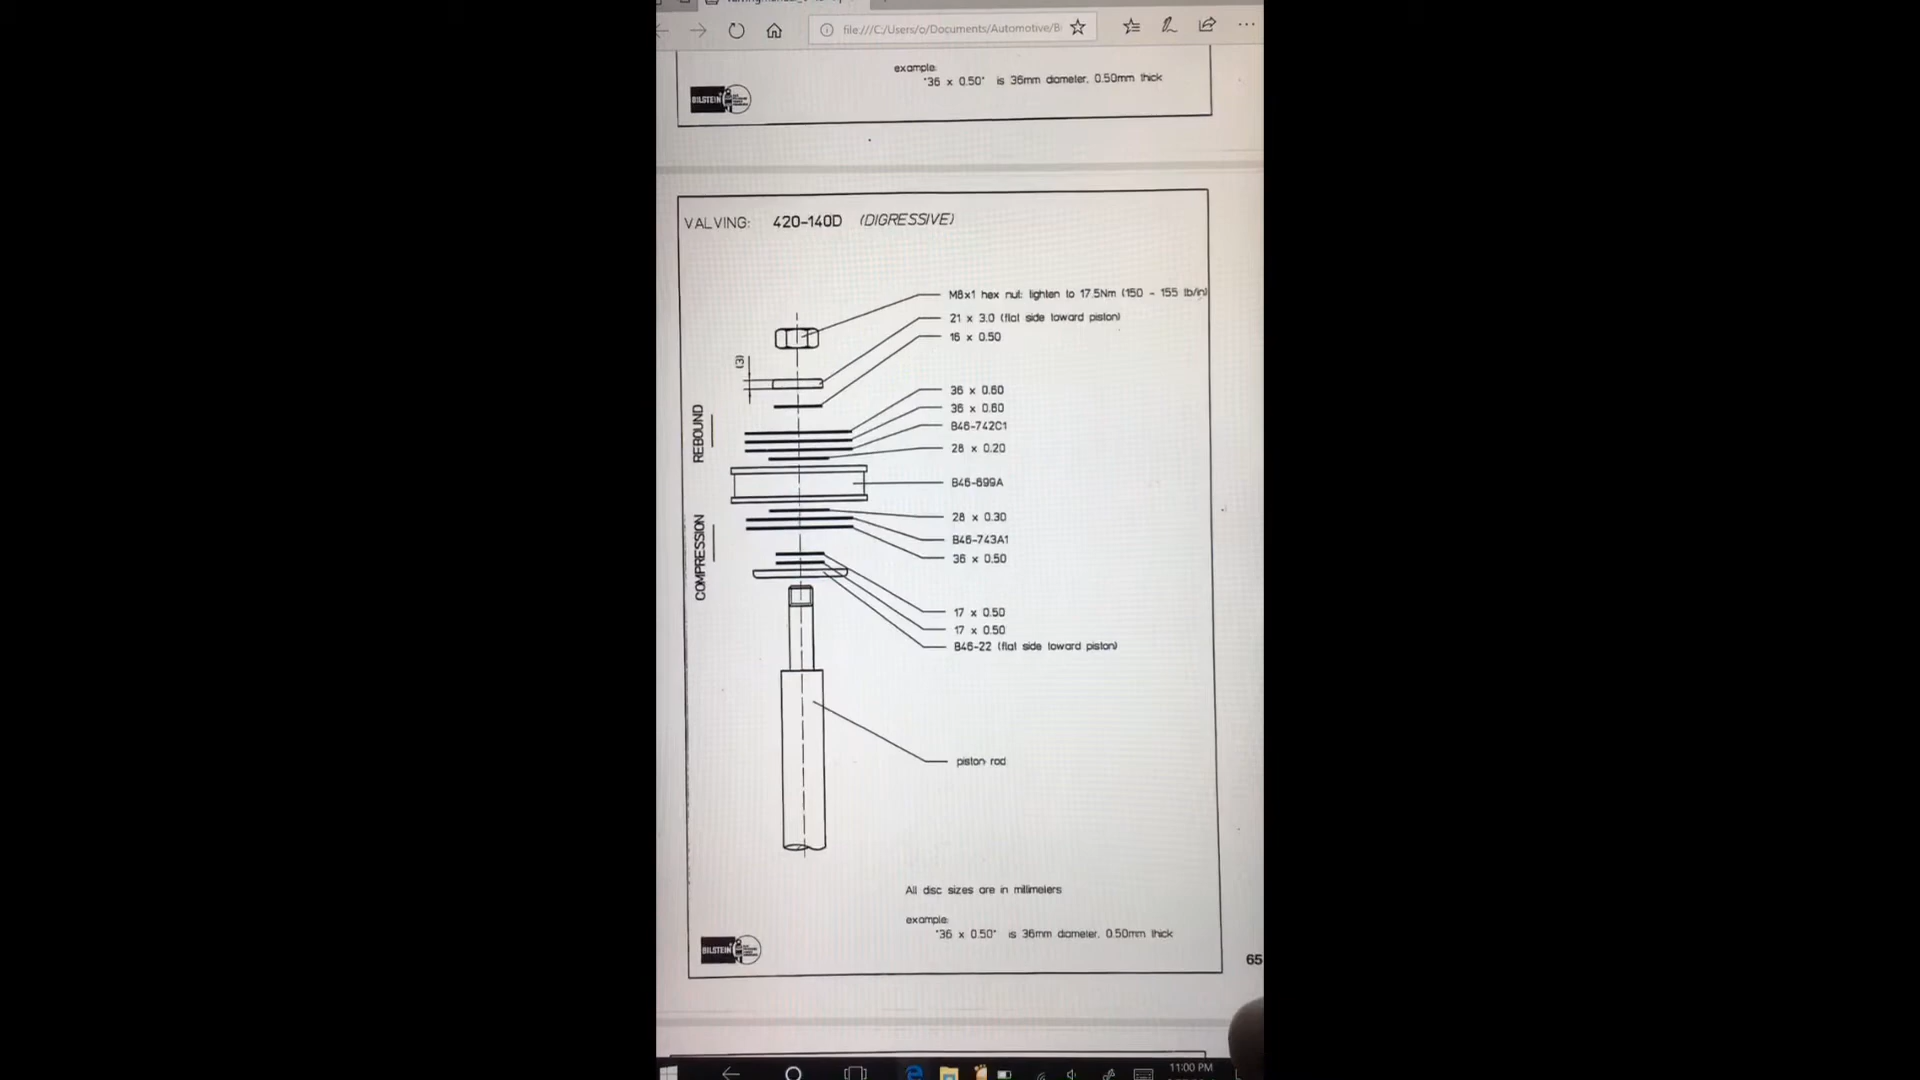 file:///C:/Users/o/Documents/Automotive/B
example:
"36 x 0.50" is 36mm diameter, 0.50mm thick
BILSTEIN
VALVING: 420-140D (DIGRESSIVE)
M8x1 hex nut: tighten to 17.5Nm (150 - 155 lb/in)
21 x 3.0 (flat side toward piston)
16 x 0.50
(3)
36 x 0.60
36 x 0.60
B46-742C1
28 x 0.20
REBOUND
B46-699A
28 x 0.30
B46-743A1
36 x 0.50
COMPRESSION
17 x 0.50
17 x 0.50
B46-22 (flat side toward piston)
piston rod
All disc sizes are in millimeters
example:
"36 x 0.50" is 36mm diameter, 0.50mm thick
BILSTEIN
65
11:00 PM